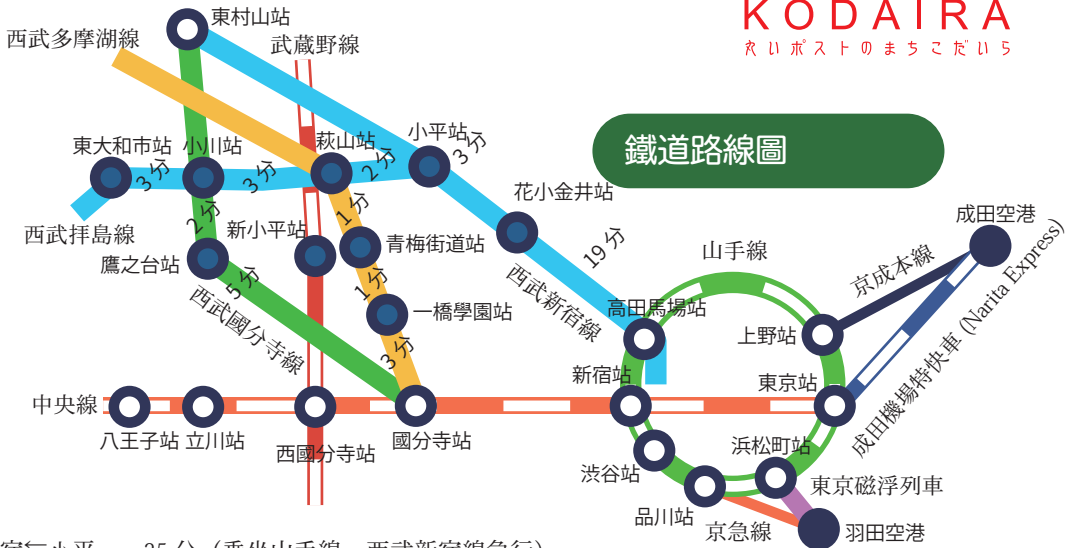 KODAIRA
丸いポストのまちこだいら
東村山站
西武多摩湖線
武蔵野線
鐵道路線圖
東大和市站
小川站
萩山站
小平站
3分
3分
3分
2分
3分
花小金井站
成田空港
西武拝島線
2分
新小平站
1分
青梅街道站
19分
山手線
京成本線
成田機場特快車 (Narita Express)
鷹之台站
5分
西武國分寺線
1分
一橋學園站
西武新宿線
高田馬場站
上野站
3分
新宿站
東京站
中央線
八王子站
立川站
西國分寺站
國分寺站
渋谷站
浜松町站
東京磁浮列車
品川站
京急線
羽田空港